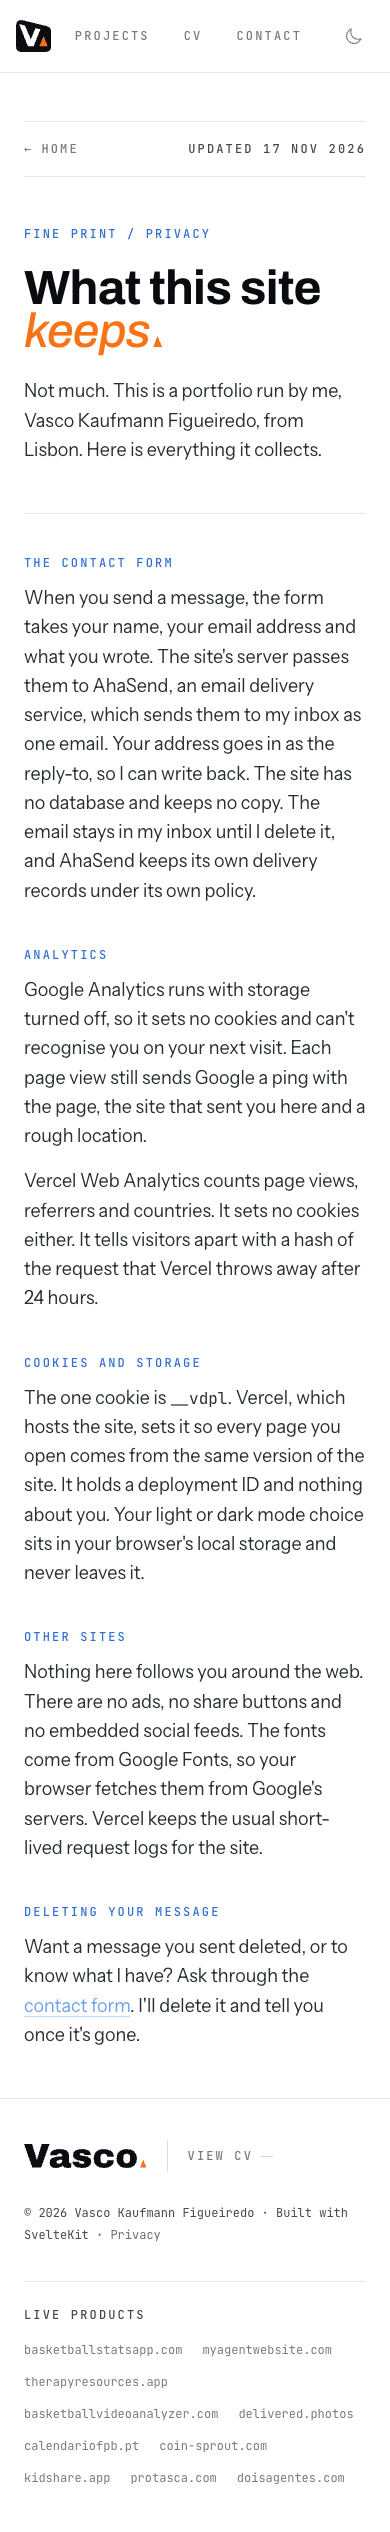 PROJECTS CV CONTACT
← HOME UPDATED 17 NOV 2026
FINE PRINT / PRIVACY
What this site
keeps.
Not much. This is a portfolio run by me,
Vasco Kaufmann Figueiredo, from
Lisbon. Here is everything it collects.
THE CONTACT FORM
When you send a message, the form
takes your name, your email address and
what you wrote. The site's server passes
them to AhaSend, an email delivery
service, which sends them to my inbox as
one email. Your address goes in as the
reply-to, so I can write back. The site has
no database and keeps no copy. The
email stays in my inbox until I delete it,
and AhaSend keeps its own delivery
records under its own policy.
ANALYTICS
Google Analytics runs with storage
turned off, so it sets no cookies and can't
recognise you on your next visit. Each
page view still sends Google a ping with
the page, the site that sent you here and a
rough location.
Vercel Web Analytics counts page views,
referrers and countries. It sets no cookies
either. It tells visitors apart with a hash of
the request that Vercel throws away after
24 hours.
COOKIES AND STORAGE
The one cookie is __vdpl. Vercel, which
hosts the site, sets it so every page you
open comes from the same version of the
site. It holds a deployment ID and nothing
about you. Your light or dark mode choice
sits in your browser's local storage and
never leaves it.
OTHER SITES
Nothing here follows you around the web.
There are no ads, no share buttons and
no embedded social feeds. The fonts
come from Google Fonts, so your
browser fetches them from Google's
servers. Vercel keeps the usual short-
lived request logs for the site.
DELETING YOUR MESSAGE
Want a message you sent deleted, or to
know what I have? Ask through the
contact form. I'll delete it and tell you
once it's gone.
Vasco. VIEW CV
© 2026 Vasco Kaufmann Figueiredo · Built with
SvelteKit · Privacy
LIVE PRODUCTS
basketballstatsapp.com myagentwebsite.com
therapyresources.app
basketballvideoanalyzer.com delivered.photos
calendariofpb.pt coin-sprout.com
kidshare.app protasca.com doisagentes.com